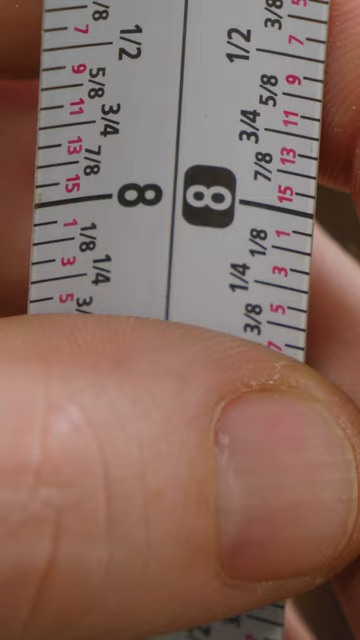 /8 3/8 5
7 1/2 1/2 7
9 5/8 5/8 9
11 3/4 3/4 11
13 7/8 7/8 13
15 15
8 8
1 1/8 1/8 1
3 1/4 1/4 3
5 3/ 3/8 5
7